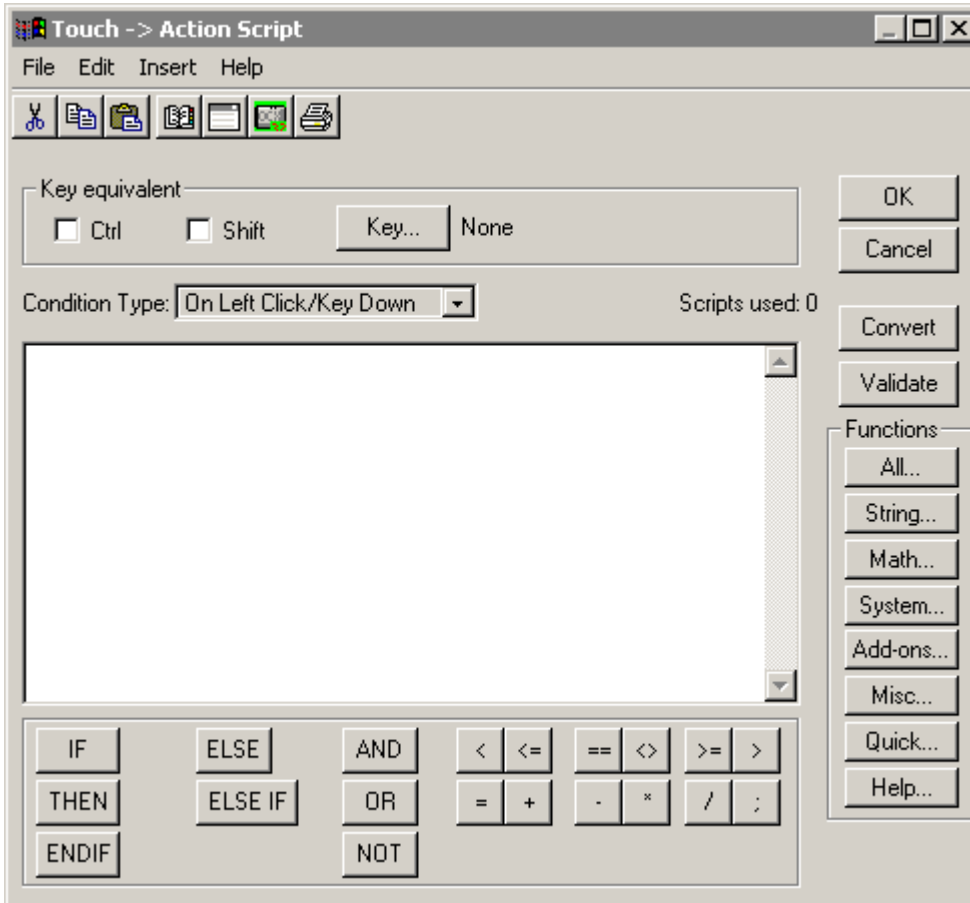 Touch -> Action Script
File Edit Insert Help
Key equivalent
Ctrl Shift Key... None
OK
Cancel
Condition Type: On Left Click/Key Down Scripts used: 0
Convert
Validate
Functions
All...
String...
Math...
System...
Add-ons...
Misc...
Quick...
Help...
IF ELSE AND < <= == <> >= >
THEN ELSE IF OR = + - * / ;
ENDIF NOT